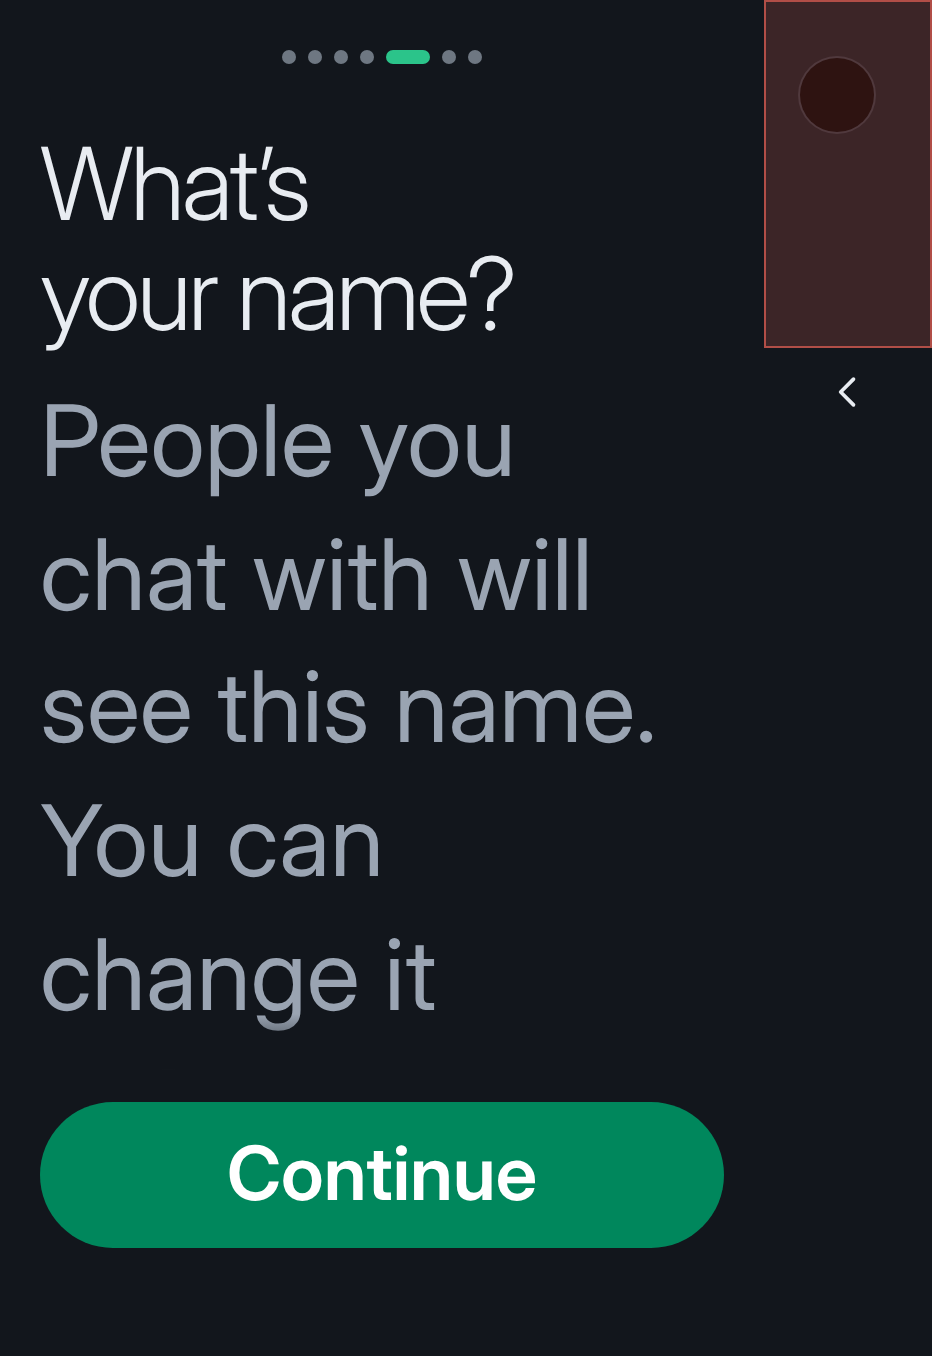 What’s
your name?
People you
chat with will
see this name.
You can
change it
Continue